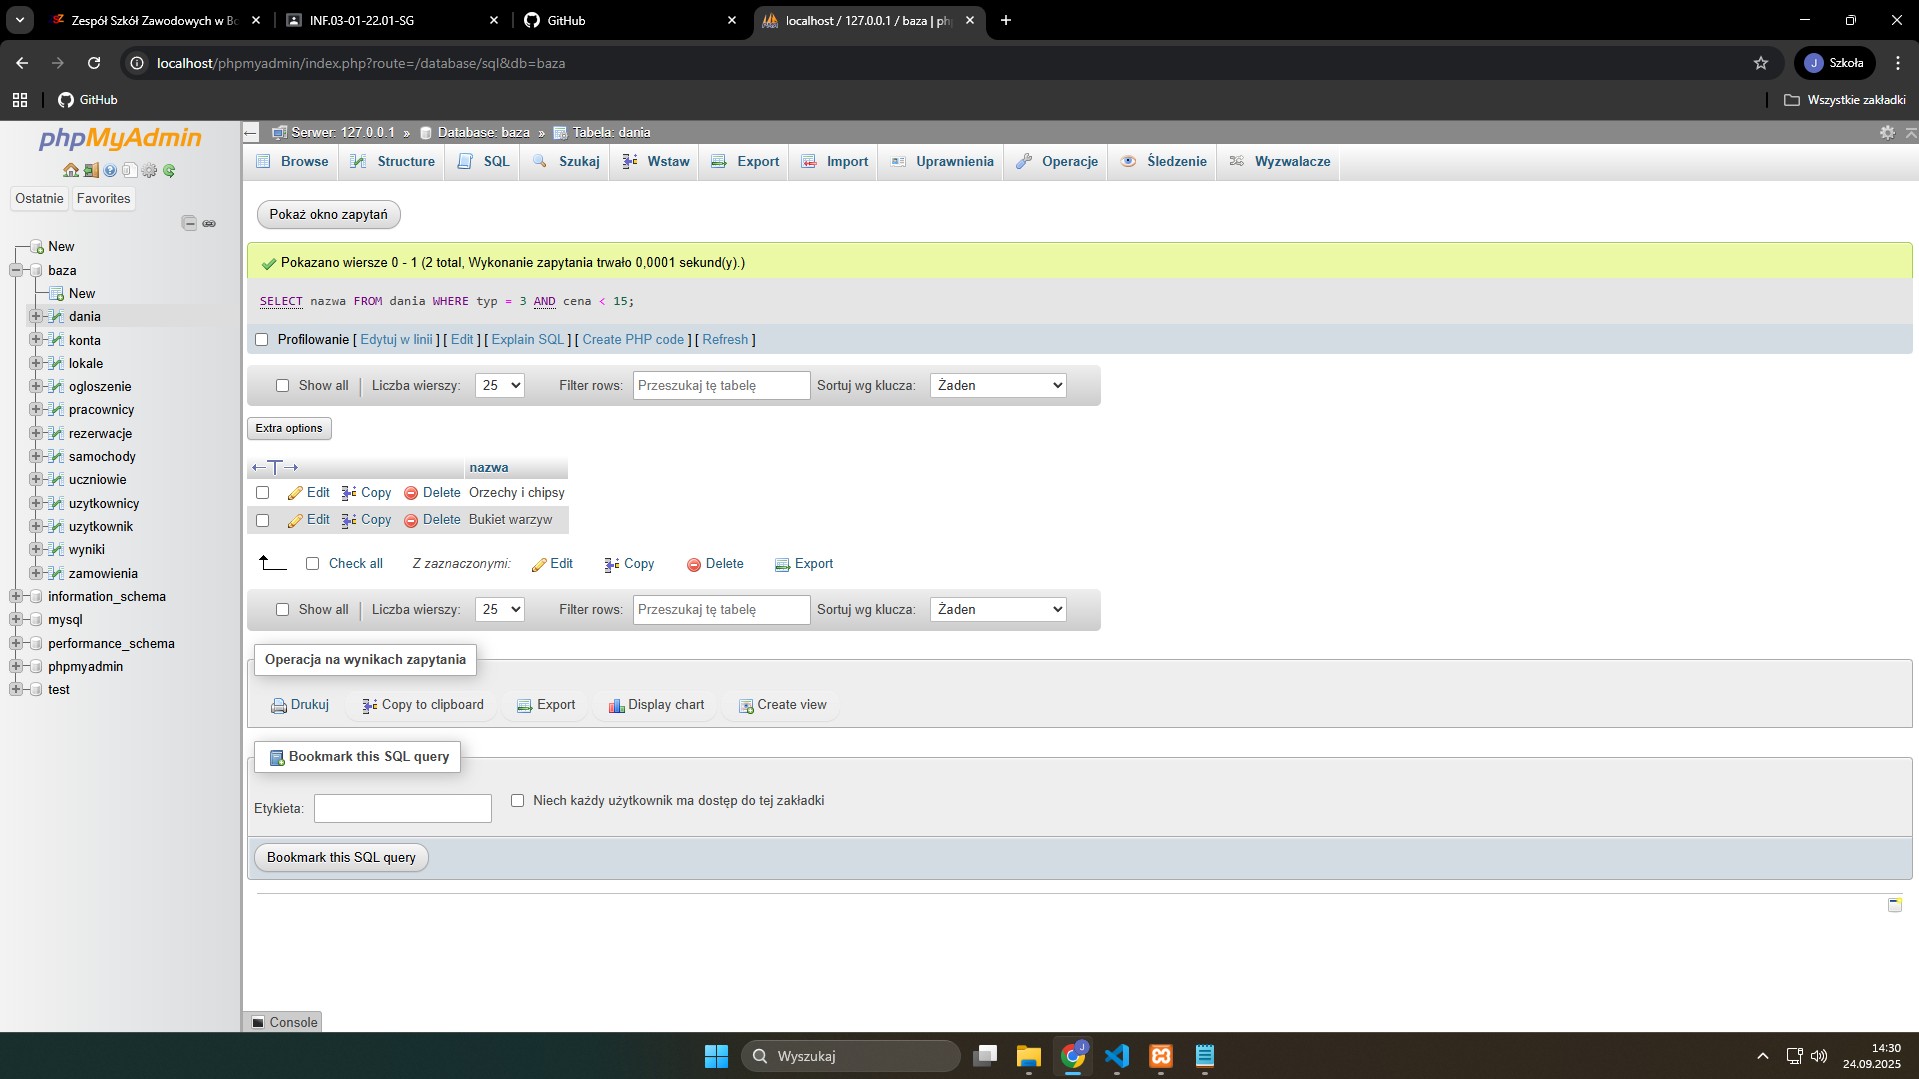 Zespół Szkół Zawodowych w Bo
INF.03-01-22.01-SG
GitHub
localhost / 127.0.0.1 / baza | ph
localhost/phpmyadmin/index.php?route=/database/sql&db=baza
J Szkoła
GitHub
Wszystkie zakładki
phpMyAdmin
Ostatnie Favorites
New
baza
New
dania
konta
lokale
ogloszenie
pracownicy
rezerwacje
samochody
uczniowie
uzytkownicy
uzytkownik
wyniki
zamowienia
information_schema
mysql
performance_schema
phpmyadmin
test
Serwer: 127.0.0.1 » Database: baza » Tabela: dania
Browse Structure SQL Szukaj Wstaw Export Import Uprawnienia Operacje Śledzenie Wyzwalacze
Pokaż okno zapytań
Pokazano wiersze 0 - 1 (2 total, Wykonanie zapytania trwało 0,0001 sekund(y).)
SELECT nazwa FROM dania WHERE typ = 3 AND cena < 15;
Profilowanie [ Edytuj w linii ] [ Edit ] [ Explain SQL ] [ Create PHP code ] [ Refresh ]
Show all Liczba wierszy: 25 Filter rows: Przeszukaj tę tabelę Sortuj wg klucza: Żaden
Extra options
←T→ nazwa
Edit Copy Delete Orzechy i chipsy
Edit Copy Delete Bukiet warzyw
Check all Z zaznaczonymi: Edit Copy Delete Export
Show all Liczba wierszy: 25 Filter rows: Przeszukaj tę tabelę Sortuj wg klucza: Żaden
Operacja na wynikach zapytania
Drukuj Copy to clipboard Export Display chart Create view
Bookmark this SQL query
Etykieta: Niech każdy użytkownik ma dostęp do tej zakładki
Bookmark this SQL query
Console
Wyszukaj
J
14:30
24.09.2025